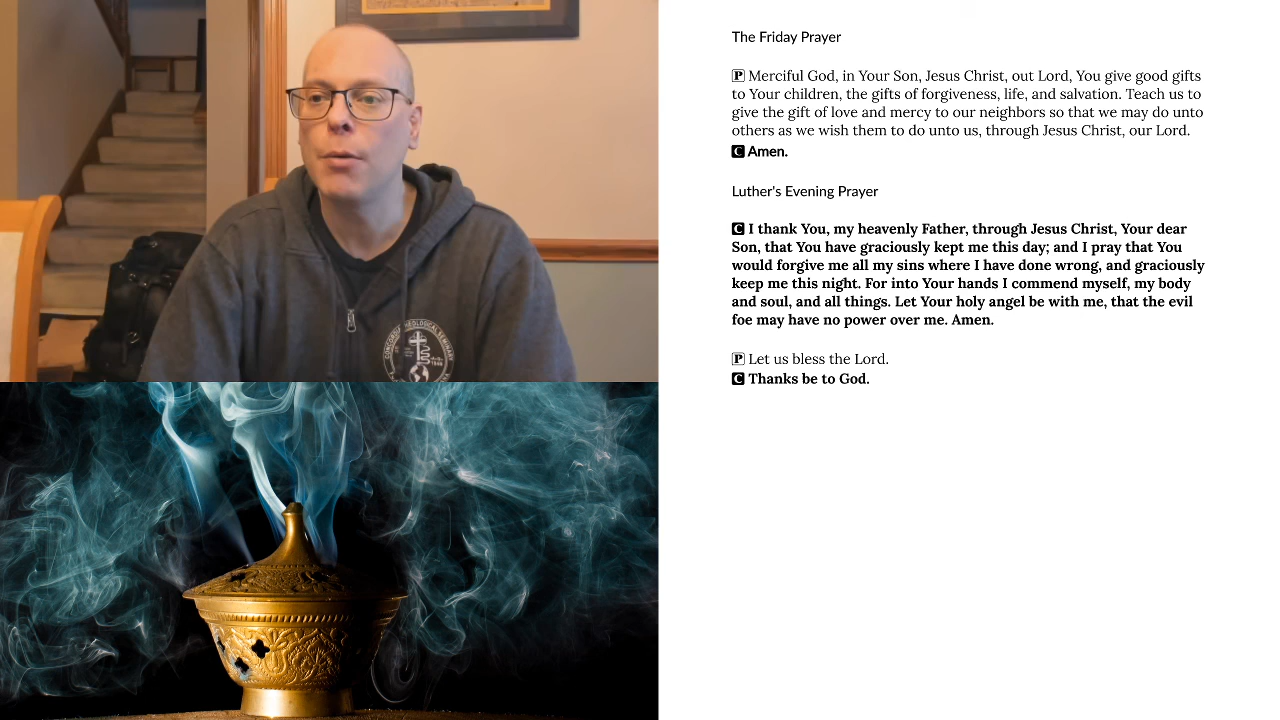 The Friday Prayer
P Merciful God, in Your Son, Jesus Christ, out Lord, You give good gifts
to Your children, the gifts of forgiveness, life, and salvation. Teach us to
give the gift of love and mercy to our neighbors so that we may do unto
others as we wish them to do unto us, through Jesus Christ, our Lord.
C Amen.
Luther's Evening Prayer
C I thank You, my heavenly Father, through Jesus Christ, Your dear
Son, that You have graciously kept me this day; and I pray that You
would forgive me all my sins where I have done wrong, and graciously
keep me this night. For into Your hands I commend myself, my body
and soul, and all things. Let Your holy angel be with me, that the evil
foe may have no power over me. Amen.
P Let us bless the Lord.
C Thanks be to God.
CONCORDIA THEOLOGICAL SEMINARY